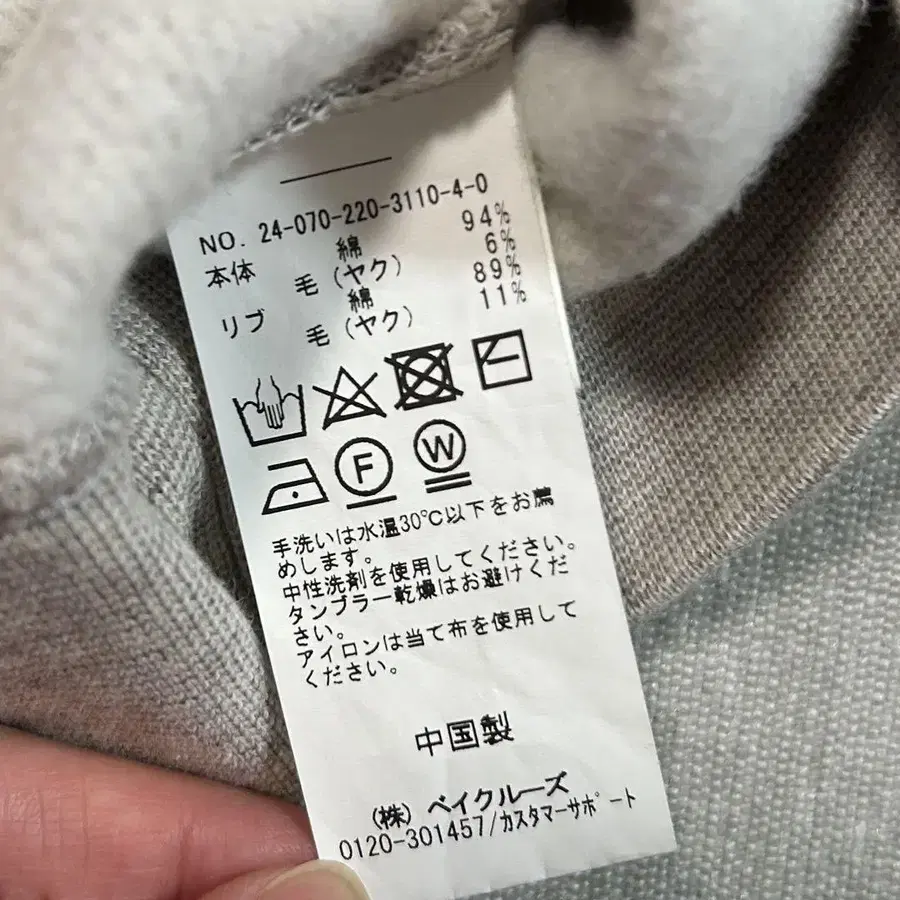 NO. 24-070-220-3110-4-0
本体 綿 94%
毛(ヤク) 6%
リブ 綿 89%
毛(ヤク) 11%
F W
手洗いは水温30℃以下をお薦
めします。
中性洗剤を使用してください。
タンブラー乾燥はお避けくだ
さい。
アイロンは当て布を使用して
ください。
中国製
(株) ベイクルーズ
0120-301457/カスタマーサポート